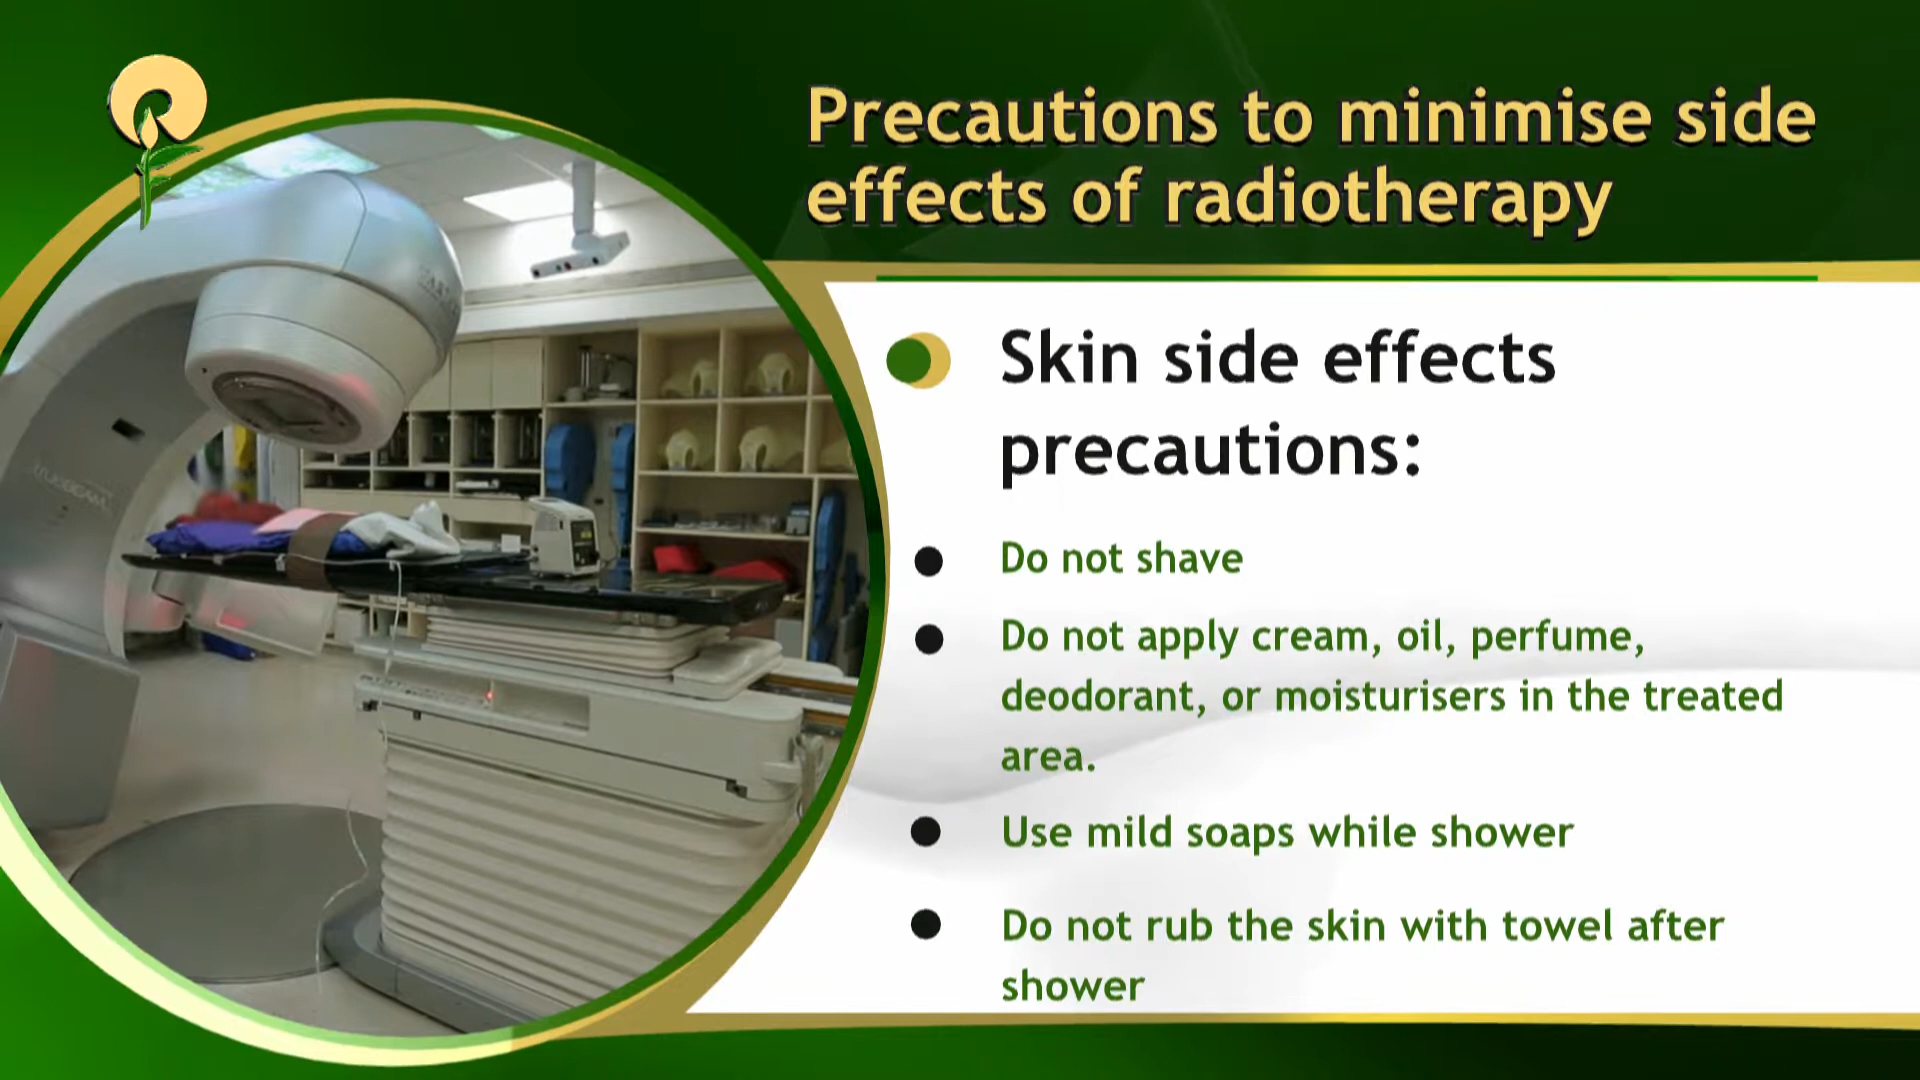 Precautions to minimise side
effects of radiotherapy
Skin side effects
precautions:
Do not shave
Do not apply cream, oil, perfume,
deodorant, or moisturisers in the treated
area.
Use mild soaps while shower
Do not rub the skin with towel after
shower